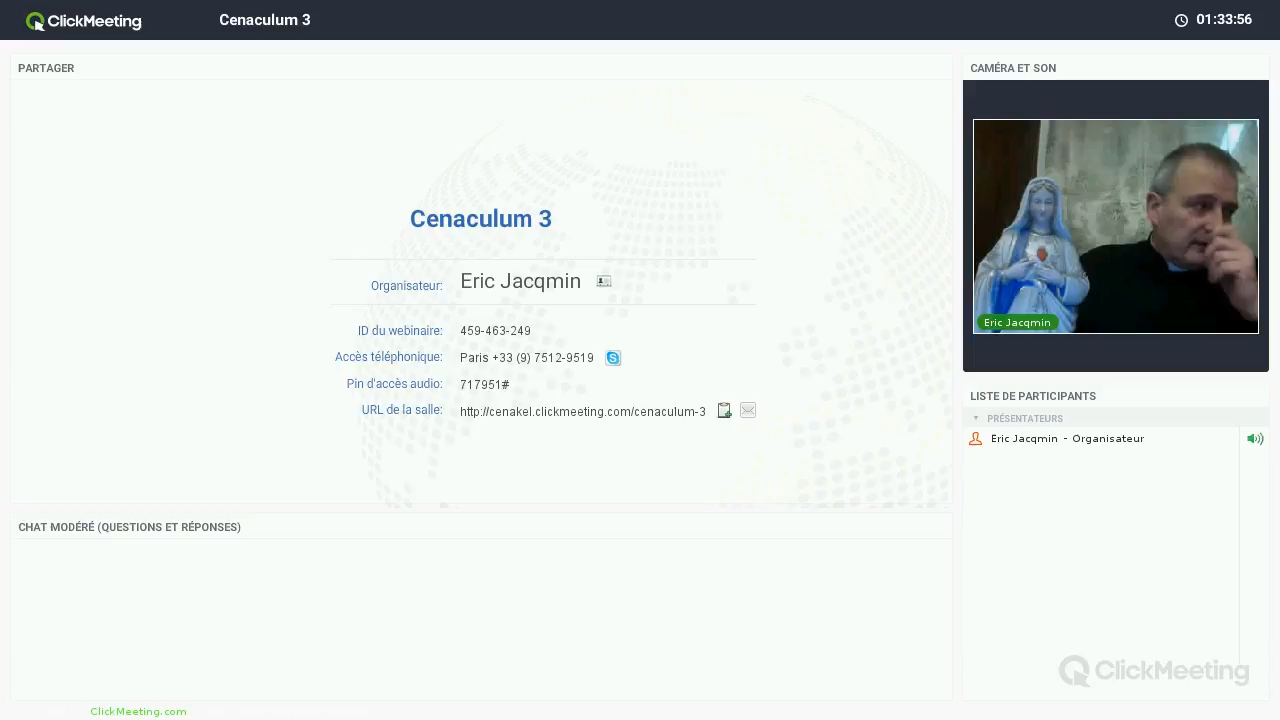 ClickMeeting
Cenaculum 3
01:33:56
PARTAGER
CAMÉRA ET SON
Cenaculum 3
Organisateur: Eric Jacqmin
ID du webinaire: 459-463-249
Accès téléphonique: Paris +33 (9) 7512-9519
Pin d'accès audio: 717951#
URL de la salle: http://cenakel.clickmeeting.com/cenaculum-3
Eric Jacqmin
LISTE DE PARTICIPANTS
PRÉSENTATEURS
Eric Jacqmin - Organisateur
CHAT MODÉRÉ (QUESTIONS ET RÉPONSES)
ClickMeeting
ClickMeeting.com